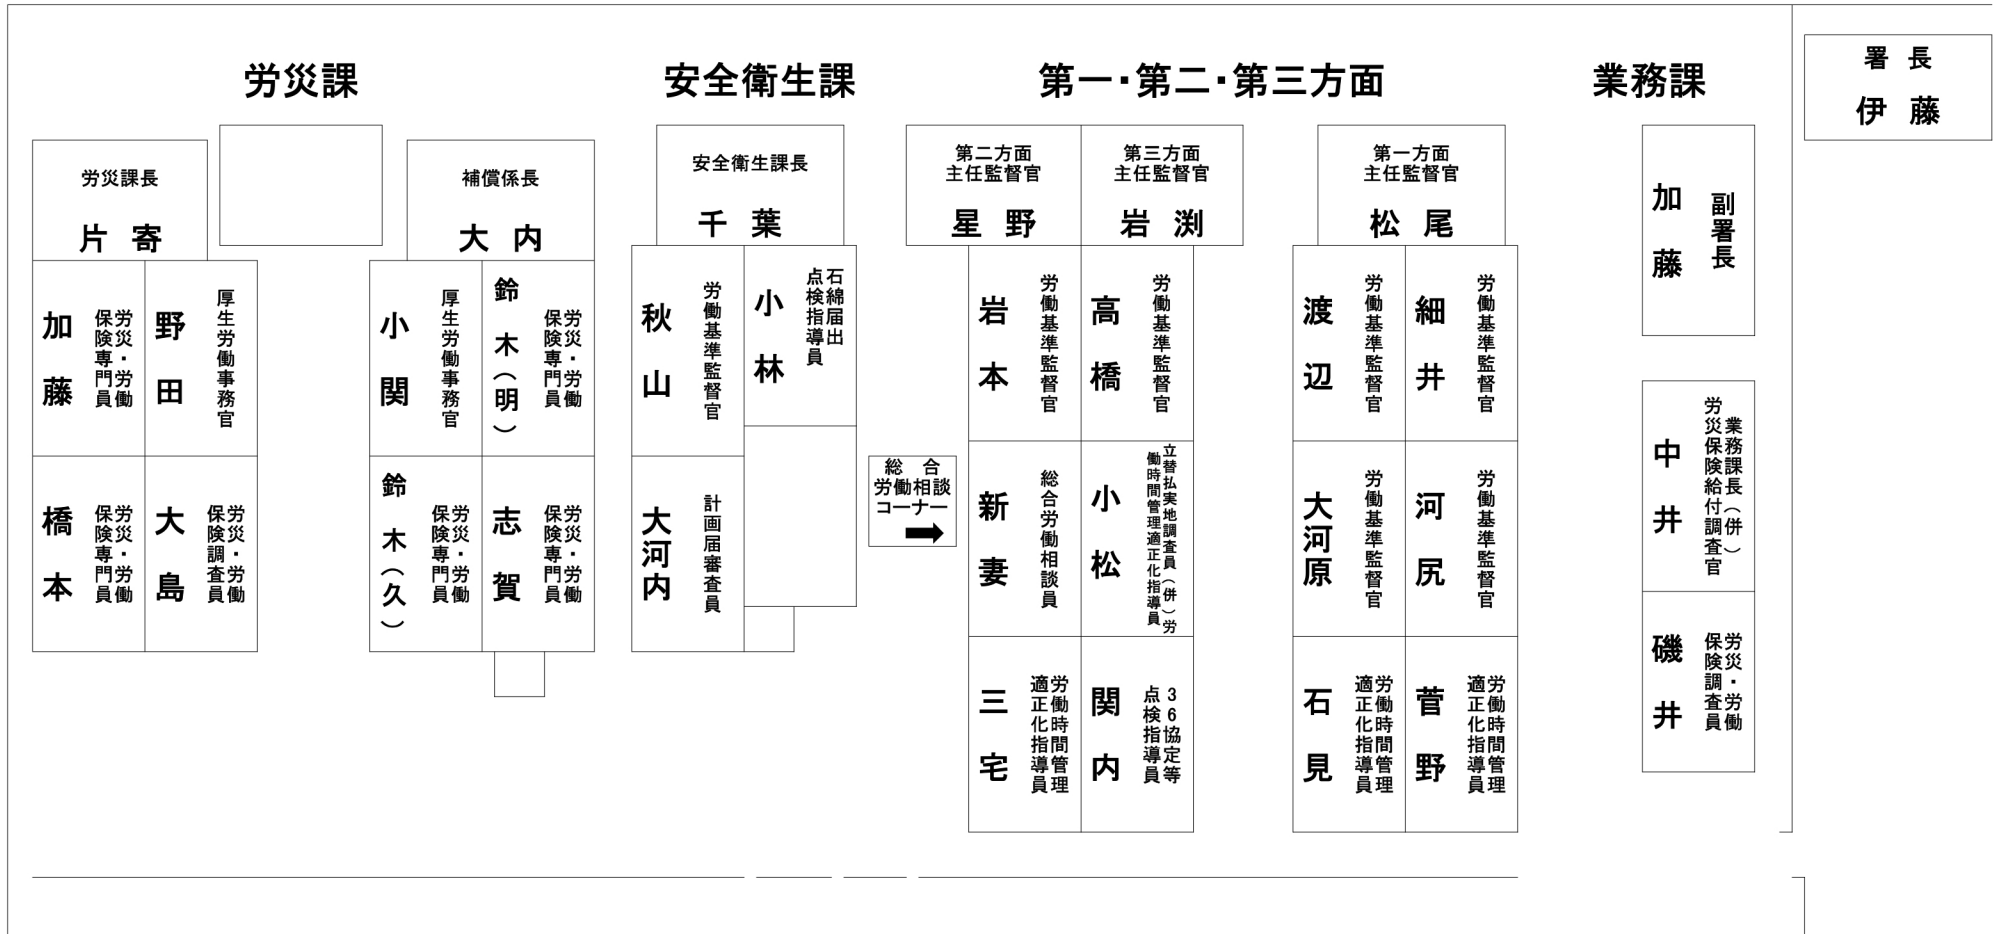 労災課
安全衛生課
第一・第二・第三方面
業務課
署長
伊藤
労災課長
片寄
補償係長
大内
加藤
労災・労働
保険専門員
野田
厚生労働事務官
小関
厚生労働事務官
鈴木(明)
労災・労働
保険専門員
橋本
労災・労働
保険専門員
大島
労災・労働
保険調査員
鈴木(久)
労災・労働
保険専門員
志賀
労災・労働
保険専門員
安全衛生課長
千葉
秋山
労働基準監督官
小林
石綿届出
点検指導員
大河内
計画届審査員
総合
労働相談
コーナー
第二方面
主任監督官
星野
第三方面
主任監督官
岩渕
岩本
労働基準監督官
高橋
労働基準監督官
新妻
総合労働相談員
小松
立替払実地調査員(併)労
働時間管理適正化指導員
三宅
労働時間管理
適正化指導員
関内
36協定等
点検指導員
第一方面
主任監督官
松尾
渡辺
労働基準監督官
細井
労働基準監督官
大河原
労働基準監督官
河尻
労働基準監督官
石見
労働時間管理
適正化指導員
菅野
労働時間管理
適正化指導員
加藤
副署長
中井
業務課長(併)
労災保険給付調査官
磯井
労災・労働
保険調査員